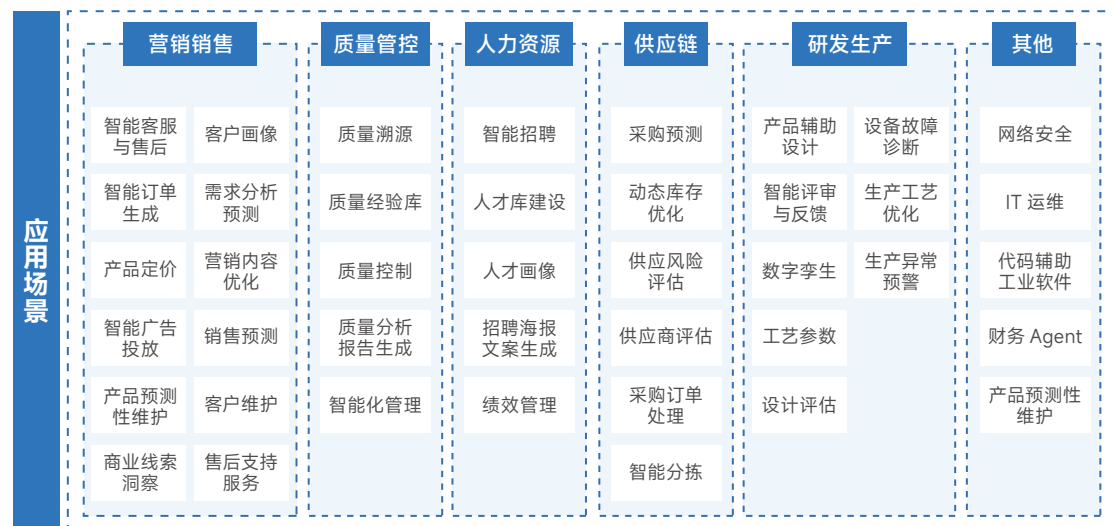 应用场景
营销销售
智能客服
与售后
客户画像
智能订单
生成
需求分析
预测
产品定价
营销内容
优化
智能广告
投放
销售预测
产品预测
性维护
客户维护
商业线索
洞察
售后支持
服务
质量管控
质量溯源
质量经验库
质量控制
质量分析
报告生成
智能化管理
人力资源
智能招聘
人才库建设
人才画像
招聘海报
文案生成
绩效管理
供应链
采购预测
动态库存
优化
供应风险
评估
供应商评估
采购订单
处理
智能分拣
研发生产
产品辅助
设计
设备故障
诊断
智能评审
与反馈
生产工艺
优化
数字孪生
生产异常
预警
工艺参数
设计评估
其他
网络安全
IT 运维
代码辅助
工业软件
财务 Agent
产品预测性
维护